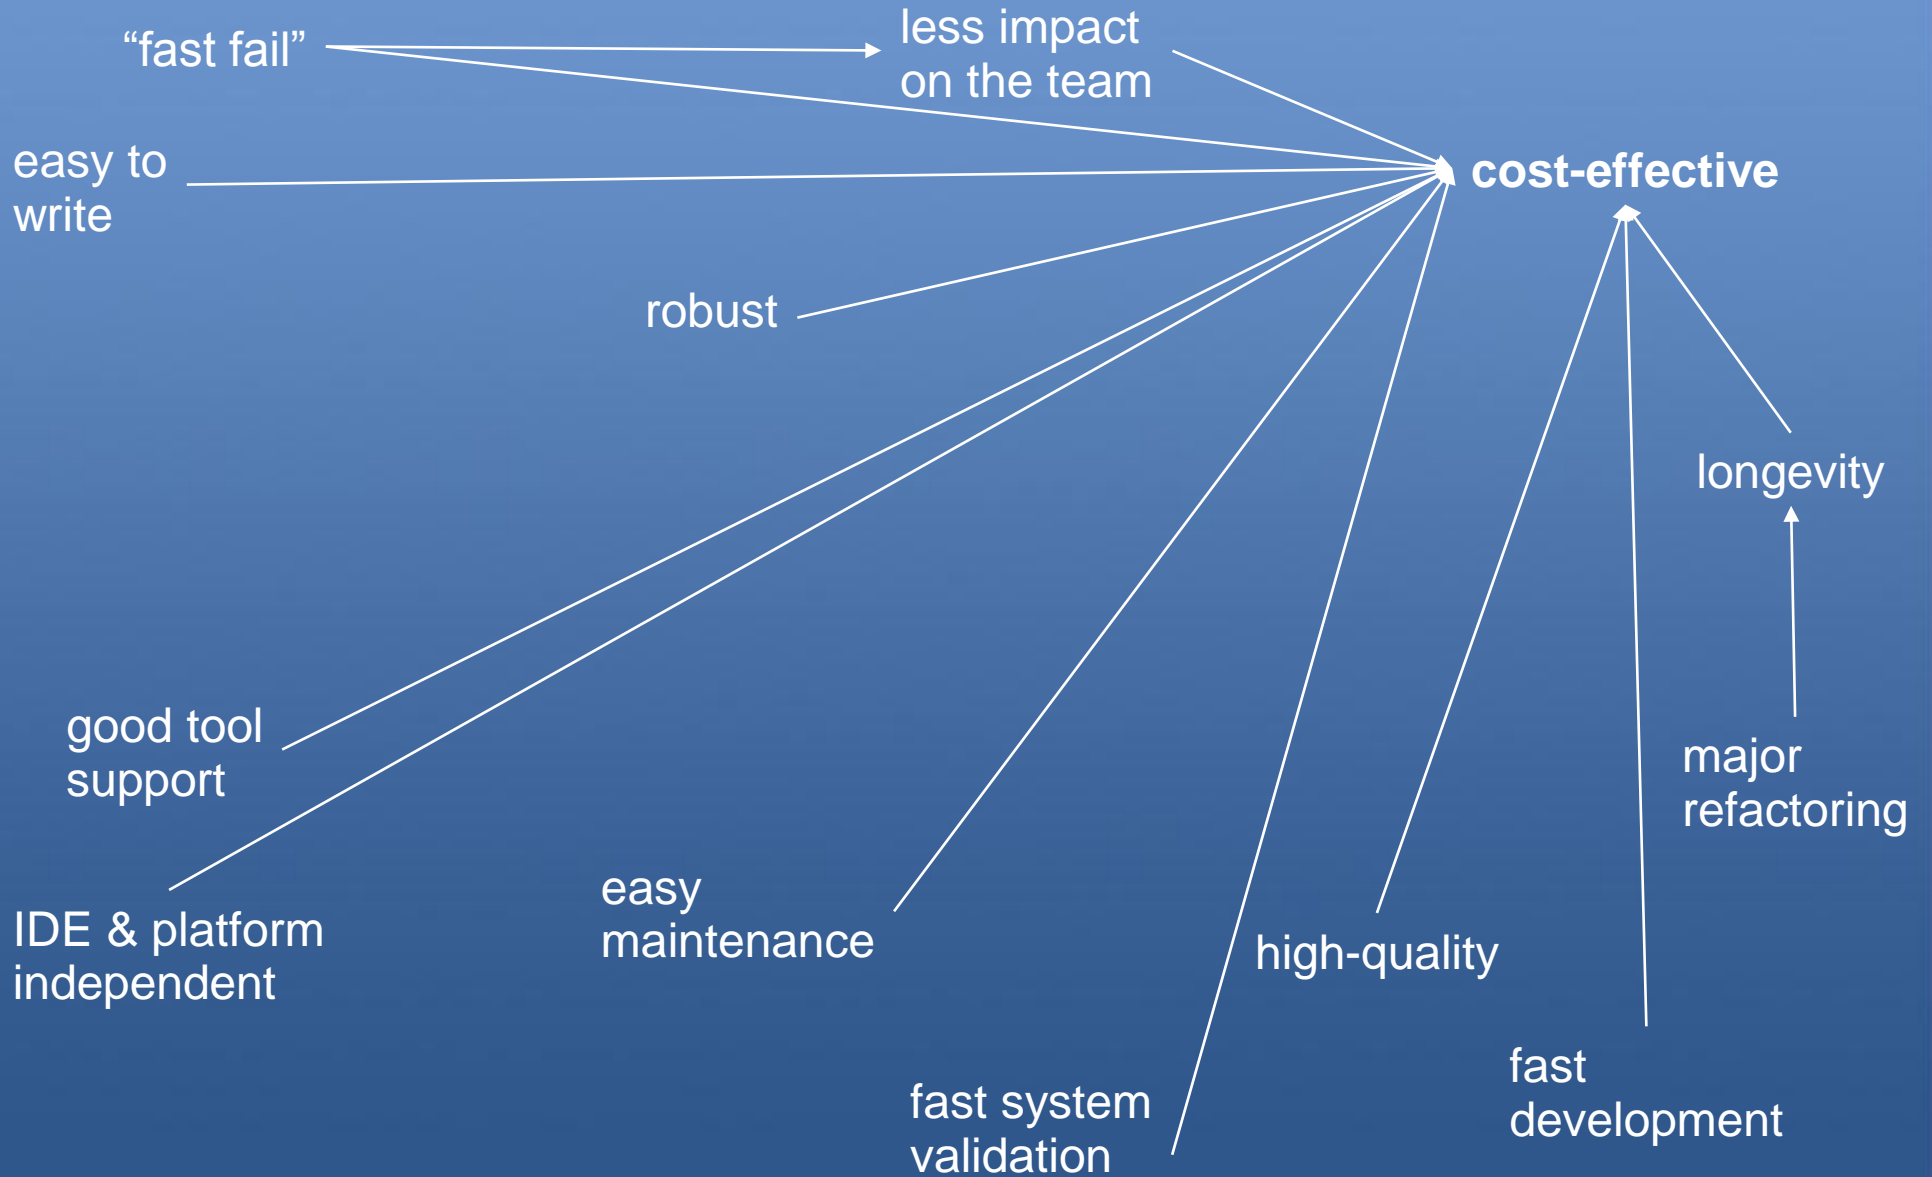 “fast fail”
less impact
on the team
easy to
write
cost-effective
robust
longevity
good tool
support
major
refactoring
easy
maintenance
IDE & platform
independent
high-quality
fast
development
fast system
validation